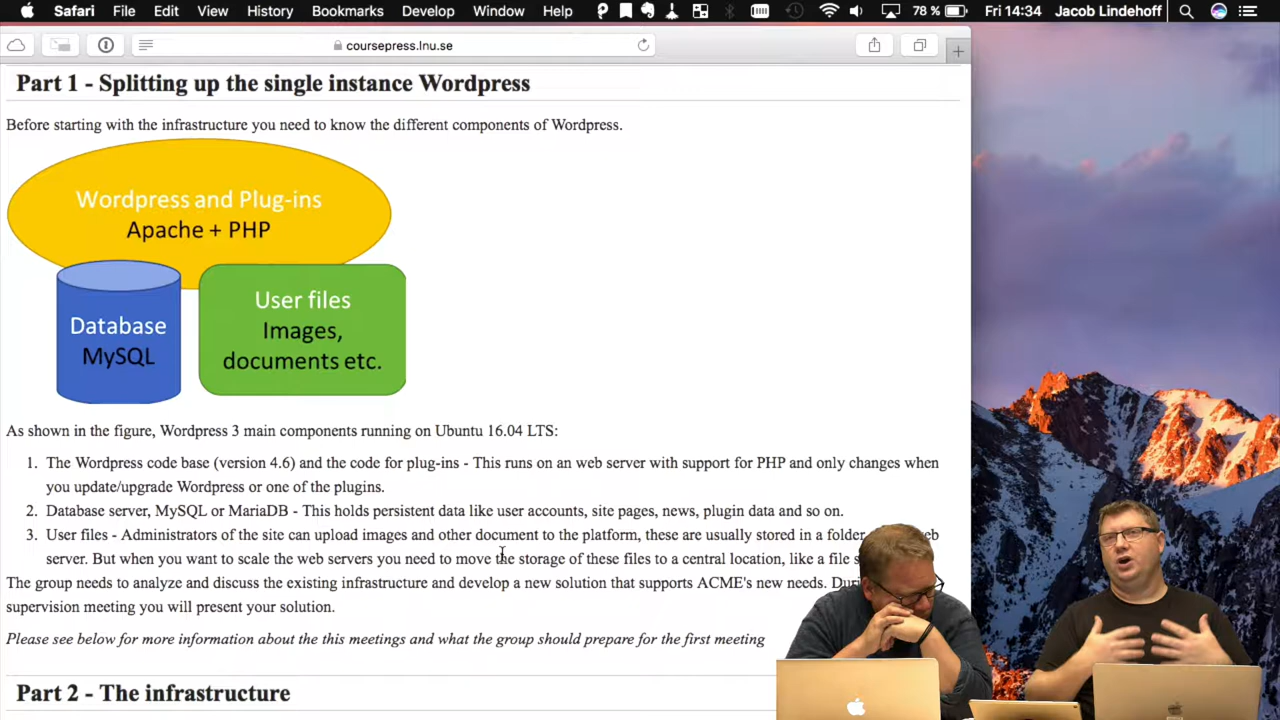 Safari File Edit View History Bookmarks Develop Window Help 78 % Fri 14:34 Jacob Lindehoff
coursepress.lnu.se
Part 1 - Splitting up the single instance Wordpress
Before starting with the infrastructure you need to know the different components of Wordpress.
Wordpress and Plug-ins
Apache + PHP
Database
MySQL
User files
Images,
documents etc.
As shown in the figure, Wordpress 3 main components running on Ubuntu 16.04 LTS:
1. The Wordpress code base (version 4.6) and the code for plug-ins - This runs on an web server with support for PHP and only changes when
you update/upgrade Wordpress or one of the plugins.
2. Database server, MySQL or MariaDB - This holds persistent data like user accounts, site pages, news, plugin data and so on.
3. User files - Administrators of the site can upload images and other document to the platform, these are usually stored in a folder
server. But when you want to scale the web servers you need to move the storage of these files to a central location, like a file
The group needs to analyze and discuss the existing infrastructure and develop a new solution that supports ACME's new needs.
supervision meeting you will present your solution.
Please see below for more information about the this meetings and what the group should prepare for the first meeting
Part 2 - The infrastructure